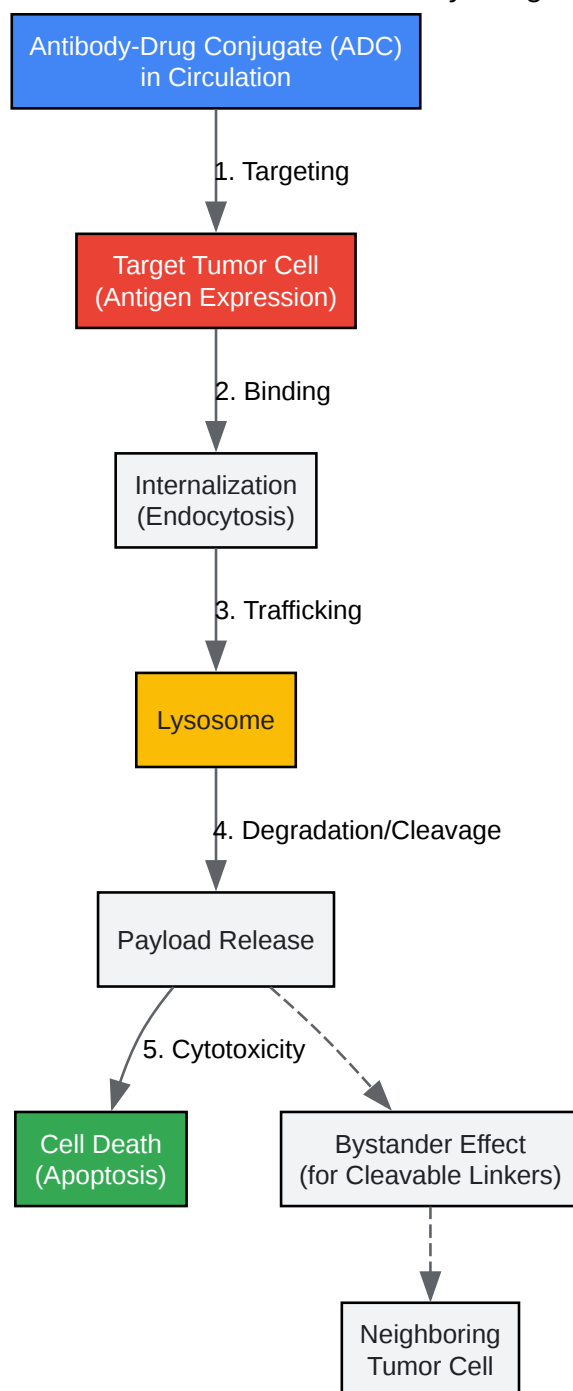 Antibody-Drug Conjugate (ADC)
in Circulation
1. Targeting
Target Tumor Cell
(Antigen Expression)
2. Binding
Internalization
(Endocytosis)
3. Trafficking
Lysosome
4. Degradation/Cleavage
Payload Release
5. Cytotoxicity
Cell Death
(Apoptosis)
Bystander Effect
(for Cleavable Linkers)
Neighboring
Tumor Cell